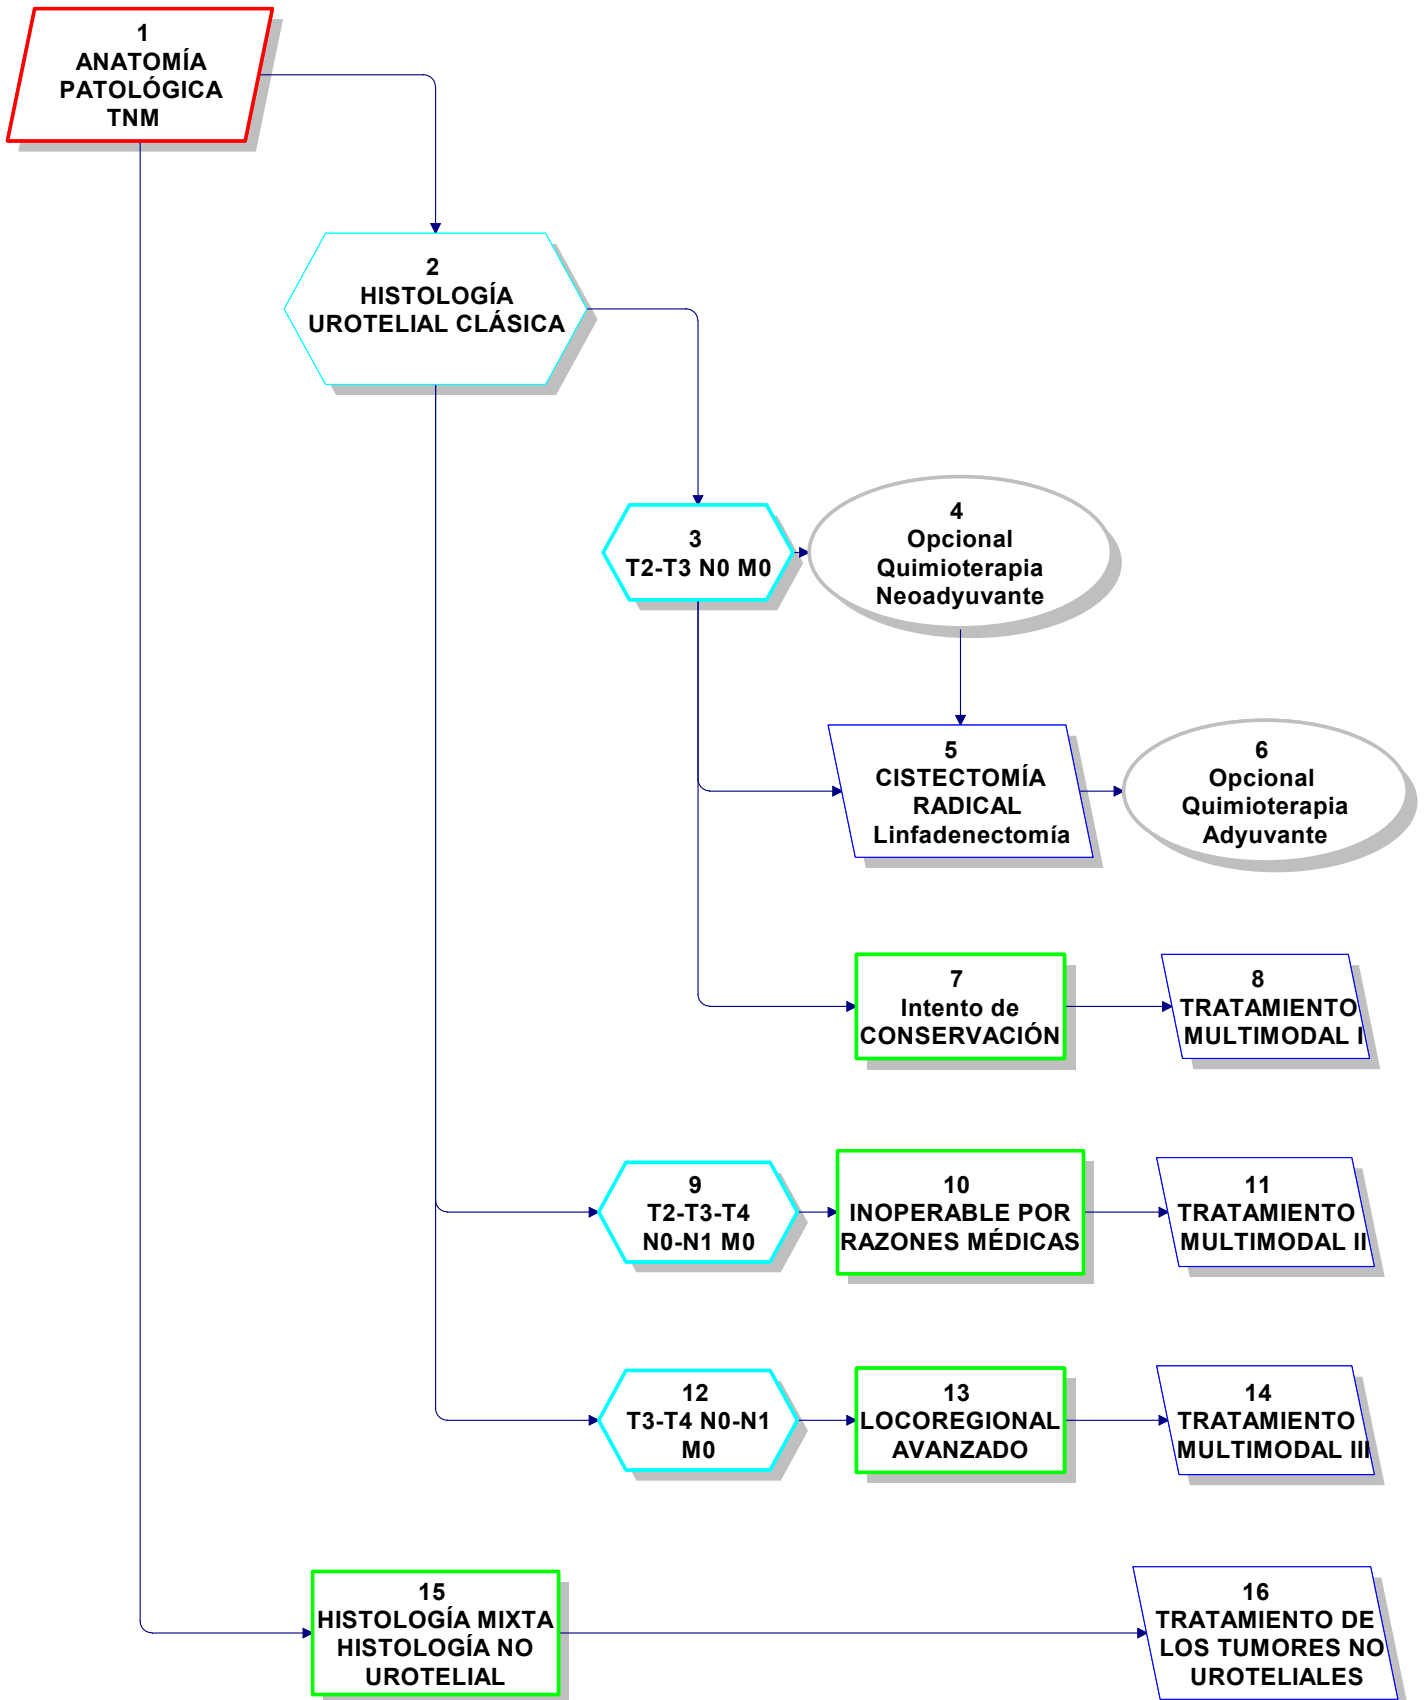 1
ANATOMÍA
PATOLÓGICA
TNM
2
HISTOLOGÍA
UROTELIAL CLÁSICA
3
T2-T3 N0 M0
4
Opcional
Quimioterapia
Neoadyuvante
5
CISTECTOMÍA
RADICAL
Linfadenectomía
6
Opcional
Quimioterapia
Adyuvante
7
Intento de
CONSERVACIÓN
8
TRATAMIENTO
MULTIMODAL I
9
T2-T3-T4
N0-N1 M0
10
INOPERABLE POR
RAZONES MÉDICAS
11
TRATAMIENTO
MULTIMODAL II
12
T3-T4 N0-N1
M0
13
LOCOREGIONAL
AVANZADO
14
TRATAMIENTO
MULTIMODAL III
15
HISTOLOGÍA MIXTA
HISTOLOGÍA NO
UROTELIAL
16
TRATAMIENTO DE
LOS TUMORES NO
UROTELIALES